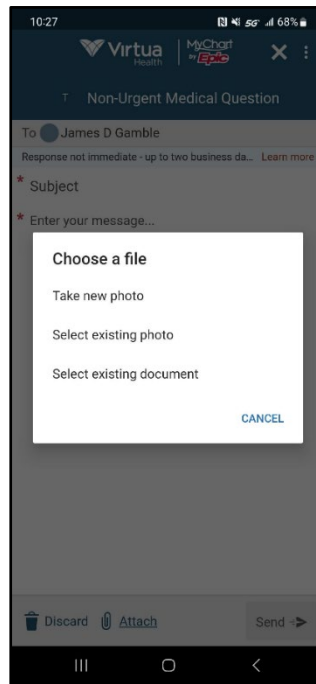 10:27 5G 68%
Virtua Health MyChart by Epic
T Non-Urgent Medical Question
To James D Gamble
Response not immediate - up to two business da... Learn more
* Subject
* Enter your message...
Choose a file
Take new photo
Select existing photo
Select existing document
CANCEL
Discard Attach Send